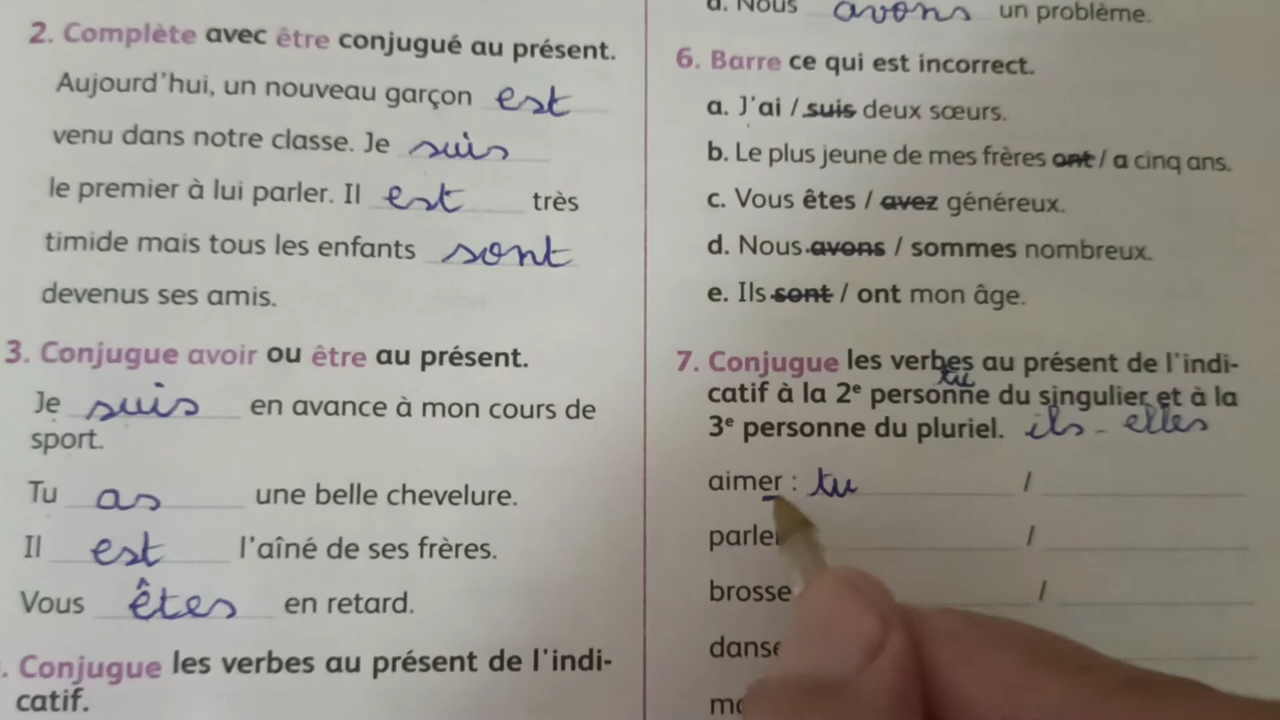 2. Complète avec être conjugué au présent.
Aujourd'hui, un nouveau garçon est
venu dans notre classe. Je suis
le premier à lui parler. Il est très
timide mais tous les enfants sont
devenus ses amis.
3. Conjugue avoir ou être au présent.
Je suis en avance à mon cours de
sport.
Tu as une belle chevelure.
Il est l'aîné de ses frères.
Vous êtes en retard.
. Conjugue les verbes au présent de l'indi-
catif.
d. Nous avons un problème.
6. Barre ce qui est incorrect.
a. J'ai / suis deux sœurs.
b. Le plus jeune de mes frères ont / a cinq ans.
c. Vous êtes / avez généreux.
d. Nous avons / sommes nombreux.
e. Ils sont / ont mon âge.
7. Conjugue les verbes au présent de l'indi-
tu
catif à la 2e personne du singulier et à la
3e personne du pluriel. ils - elles
aimer : tu /
parler /
brosse /
danse